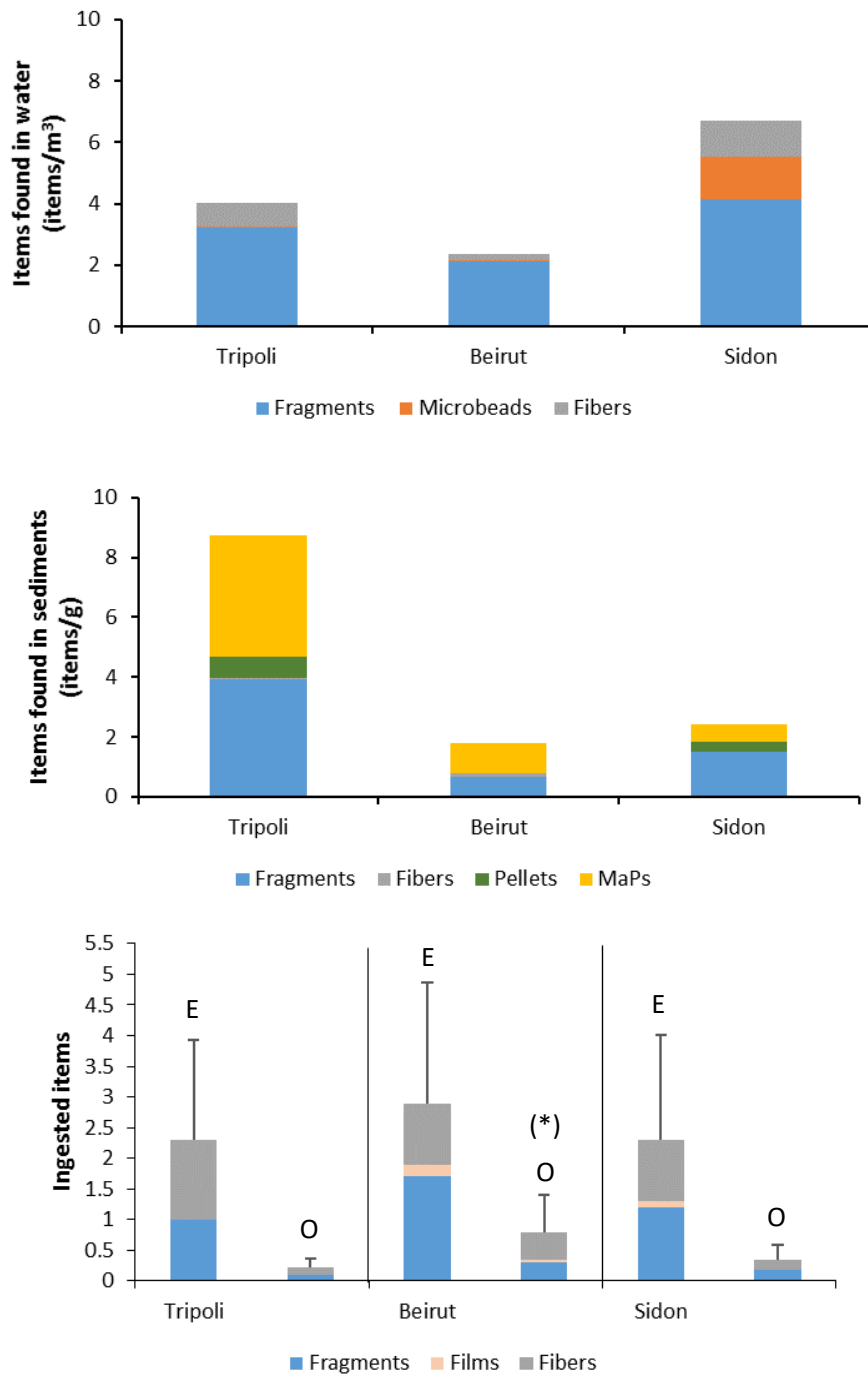 Items found in water
(items/m³)
10
8
6
4
2
0
Tripoli Beirut Sidon
Fragments Microbeads Fibers
Items found in sediments
(items/g)
10
8
6
4
2
0
Tripoli Beirut Sidon
Fragments Fibers Pellets MaPs
Ingested items
5.5
5
4.5
4
3.5
3
2.5
2
1.5
1
0.5
0
E
O
E
(*)
O
E
O
Tripoli Beirut Sidon
Fragments Films Fibers